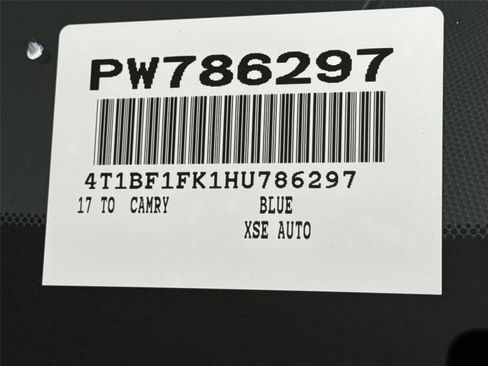 PW786297
4T1BF1FK1HU786297
17 TO CAMRY BLUE
XSE AUTO